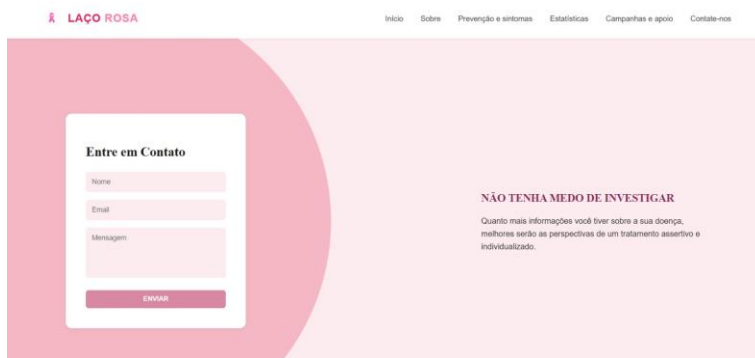 LAÇO ROSA
Início Sobre Prevenção e sintomas Estatísticas Campanhas e apoio Contate-nos
Entre em Contato
Nome
Email
Mensagem
ENVIAR
NÃO TENHA MEDO DE INVESTIGAR
Quanto mais informações você tiver sobre a sua doença,
melhores serão as perspectivas de um tratamento assertivo e
individualizado.